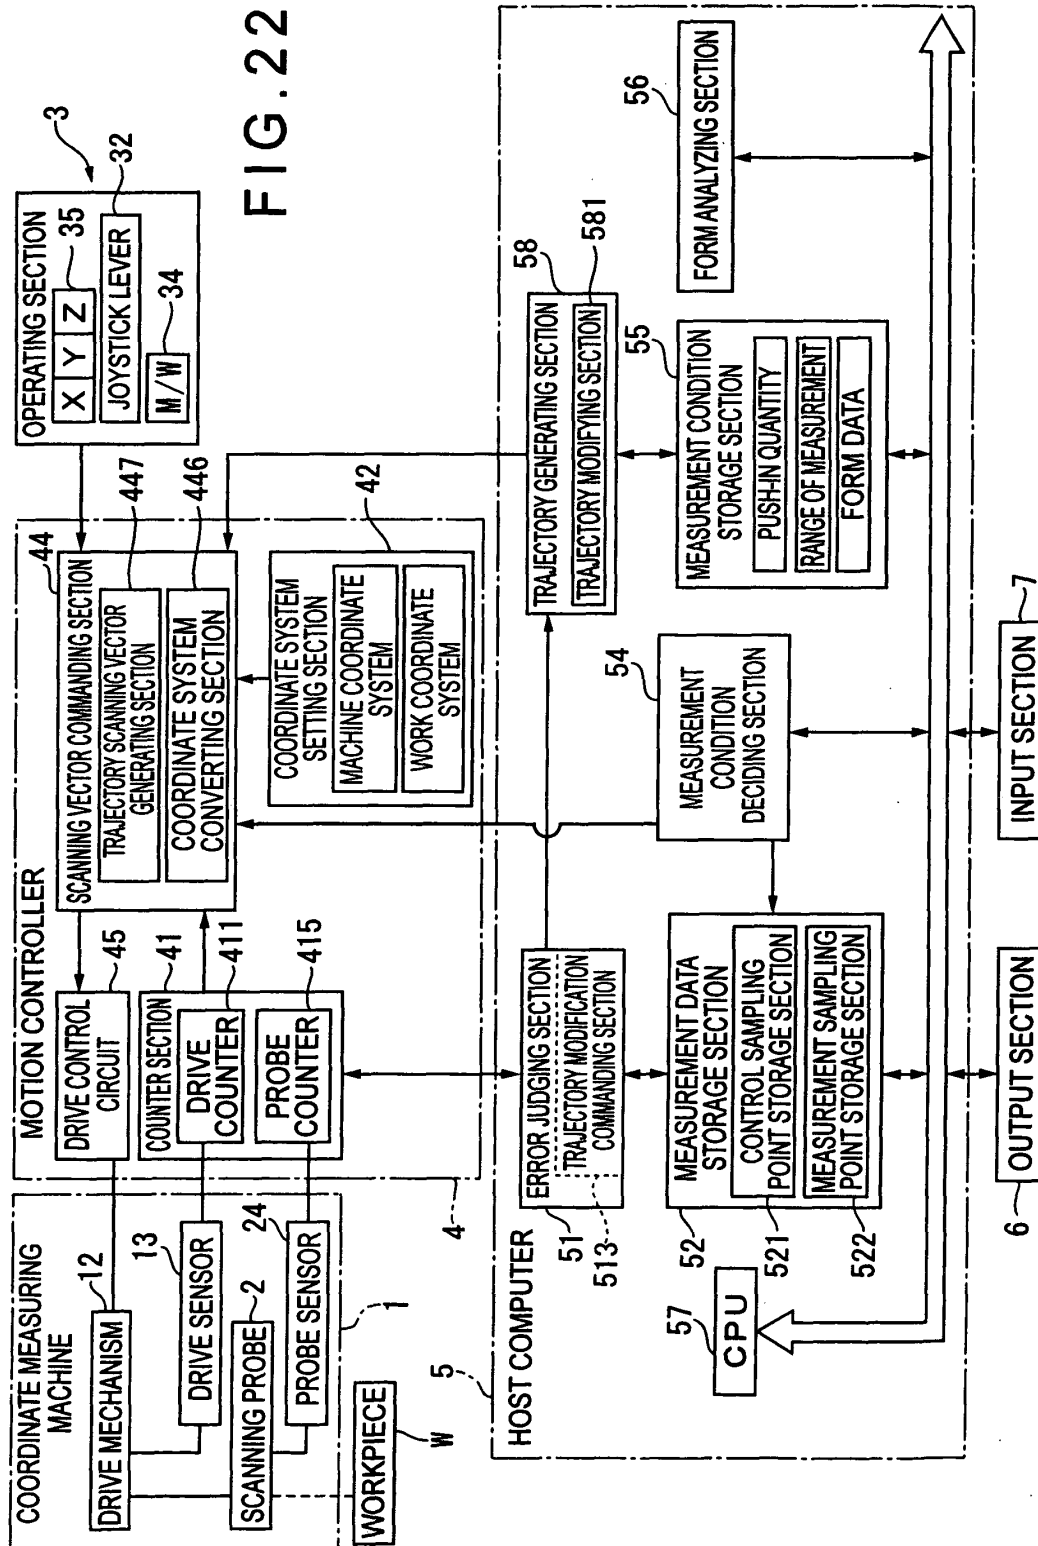 FIG.22
COORDINATE MEASURING
MACHINE
DRIVE MECHANISM
12
DRIVE SENSOR
13
SCANNING PROBE
2
PROBE SENSOR
24
1
WORKPIECE
W
MOTION CONTROLLER
DRIVE CONTROL
CIRCUIT
45
COUNTER SECTION
41
DRIVE
COUNTER
411
PROBE
COUNTER
415
4
44
SCANNING VECTOR COMMANDING SECTION
TRAJECTORY SCANNING VECTOR
GENERATING SECTION
447
COORDINATE SYSTEM
CONVERTING SECTION
446
COORDINATE SYSTEM
SETTING SECTION
MACHINE COORDINATE
SYSTEM
WORK COORDINATE
SYSTEM
42
OPERATING SECTION
3
X Y Z
35
JOYSTICK LEVER
32
M/W
34
5
HOST COMPUTER
ERROR JUDGING SECTION
TRAJECTORY MODIFICATION
COMMANDING SECTION
51
513
MEASUREMENT DATA
STORAGE SECTION
CONTROL SAMPLING
POINT STORAGE SECTION
MEASUREMENT SAMPLING
POINT STORAGE SECTION
52
521
522
57
CPU
54
MEASUREMENT
CONDITION
DECIDING SECTION
58
TRAJECTORY GENERATING SECTION
TRAJECTORY MODIFYING SECTION
581
55
MEASUREMENT CONDITION
STORAGE SECTION
PUSH-IN QUANTITY
RANGE OF MEASUREMENT
FORM DATA
56
FORM ANALYZING SECTION
6
OUTPUT SECTION
INPUT SECTION
7